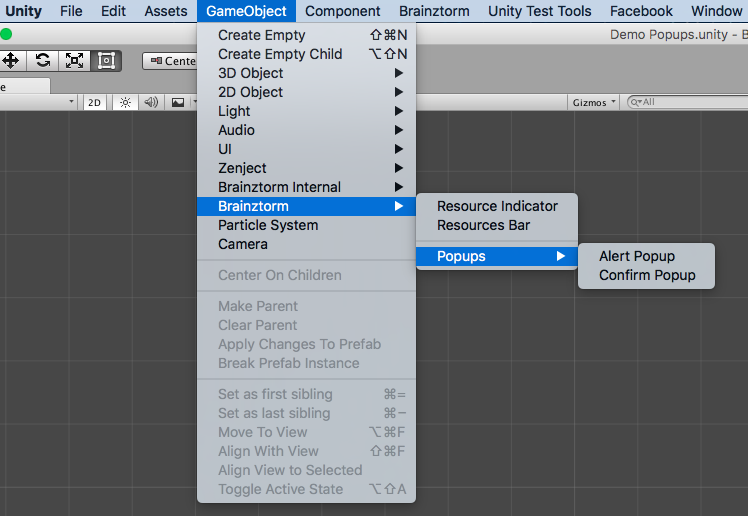 Unity File Edit Assets GameObject Component Brainztorm Unity Test Tools Facebook Window
Demo Popups.unity - B
Cente
e
2D
Gizmos
All
Create Empty ⇧⌘N
Create Empty Child ⌥⇧N
3D Object
2D Object
Light
Audio
UI
Zenject
Brainztorm Internal
Brainztorm
Particle System
Camera
Center On Children
Make Parent
Clear Parent
Apply Changes To Prefab
Break Prefab Instance
Set as first sibling ⌘=
Set as last sibling ⌘−
Move To View ⌥⌘F
Align With View ⇧⌘F
Align View to Selected
Toggle Active State ⌥⇧A
Resource Indicator
Resources Bar
Popups
Alert Popup
Confirm Popup